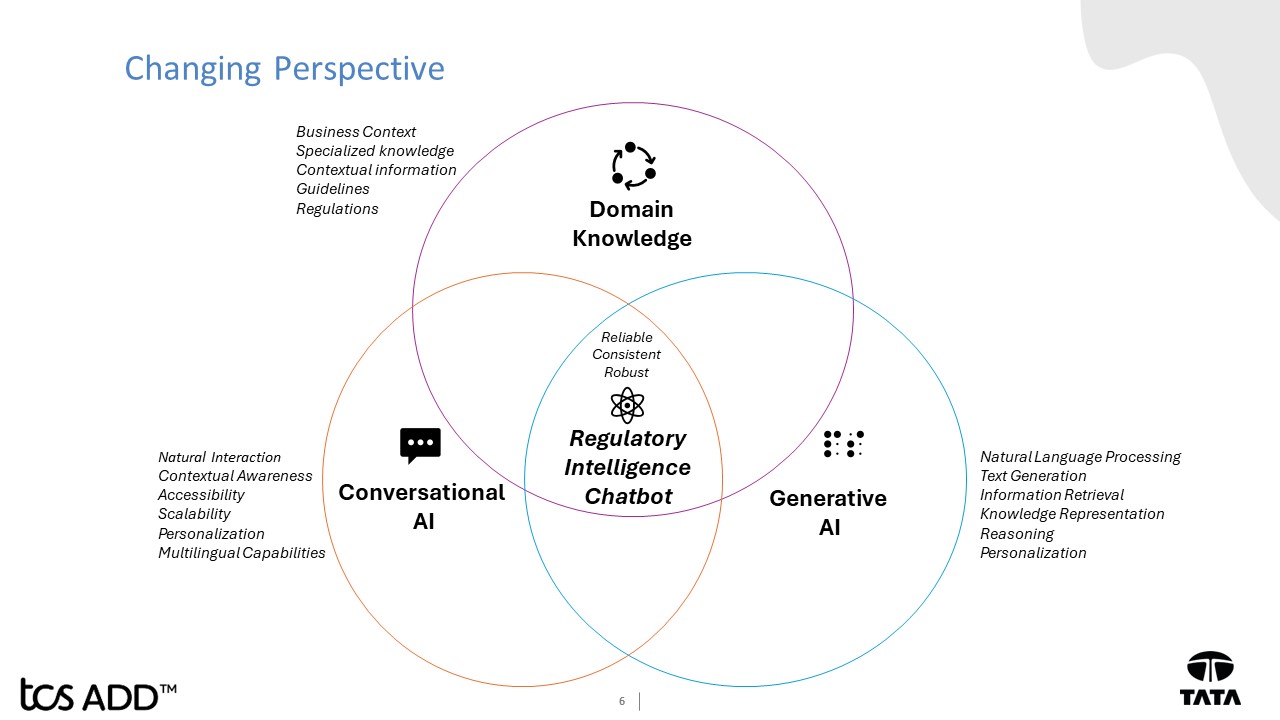 Changing Perspective
Business Context
Specialized knowledge
Contextual information
Guidelines
Regulations
Domain
Knowledge
Reliable
Consistent
Robust
Regulatory
Intelligence
Chatbot
Natural Interaction
Contextual Awareness
Accessibility
Scalability
Personalization
Multilingual Capabilities
Conversational
AI
Generative
AI
Natural Language Processing
Text Generation
Information Retrieval
Knowledge Representation
Reasoning
Personalization
tcs ADD™
6
TATA